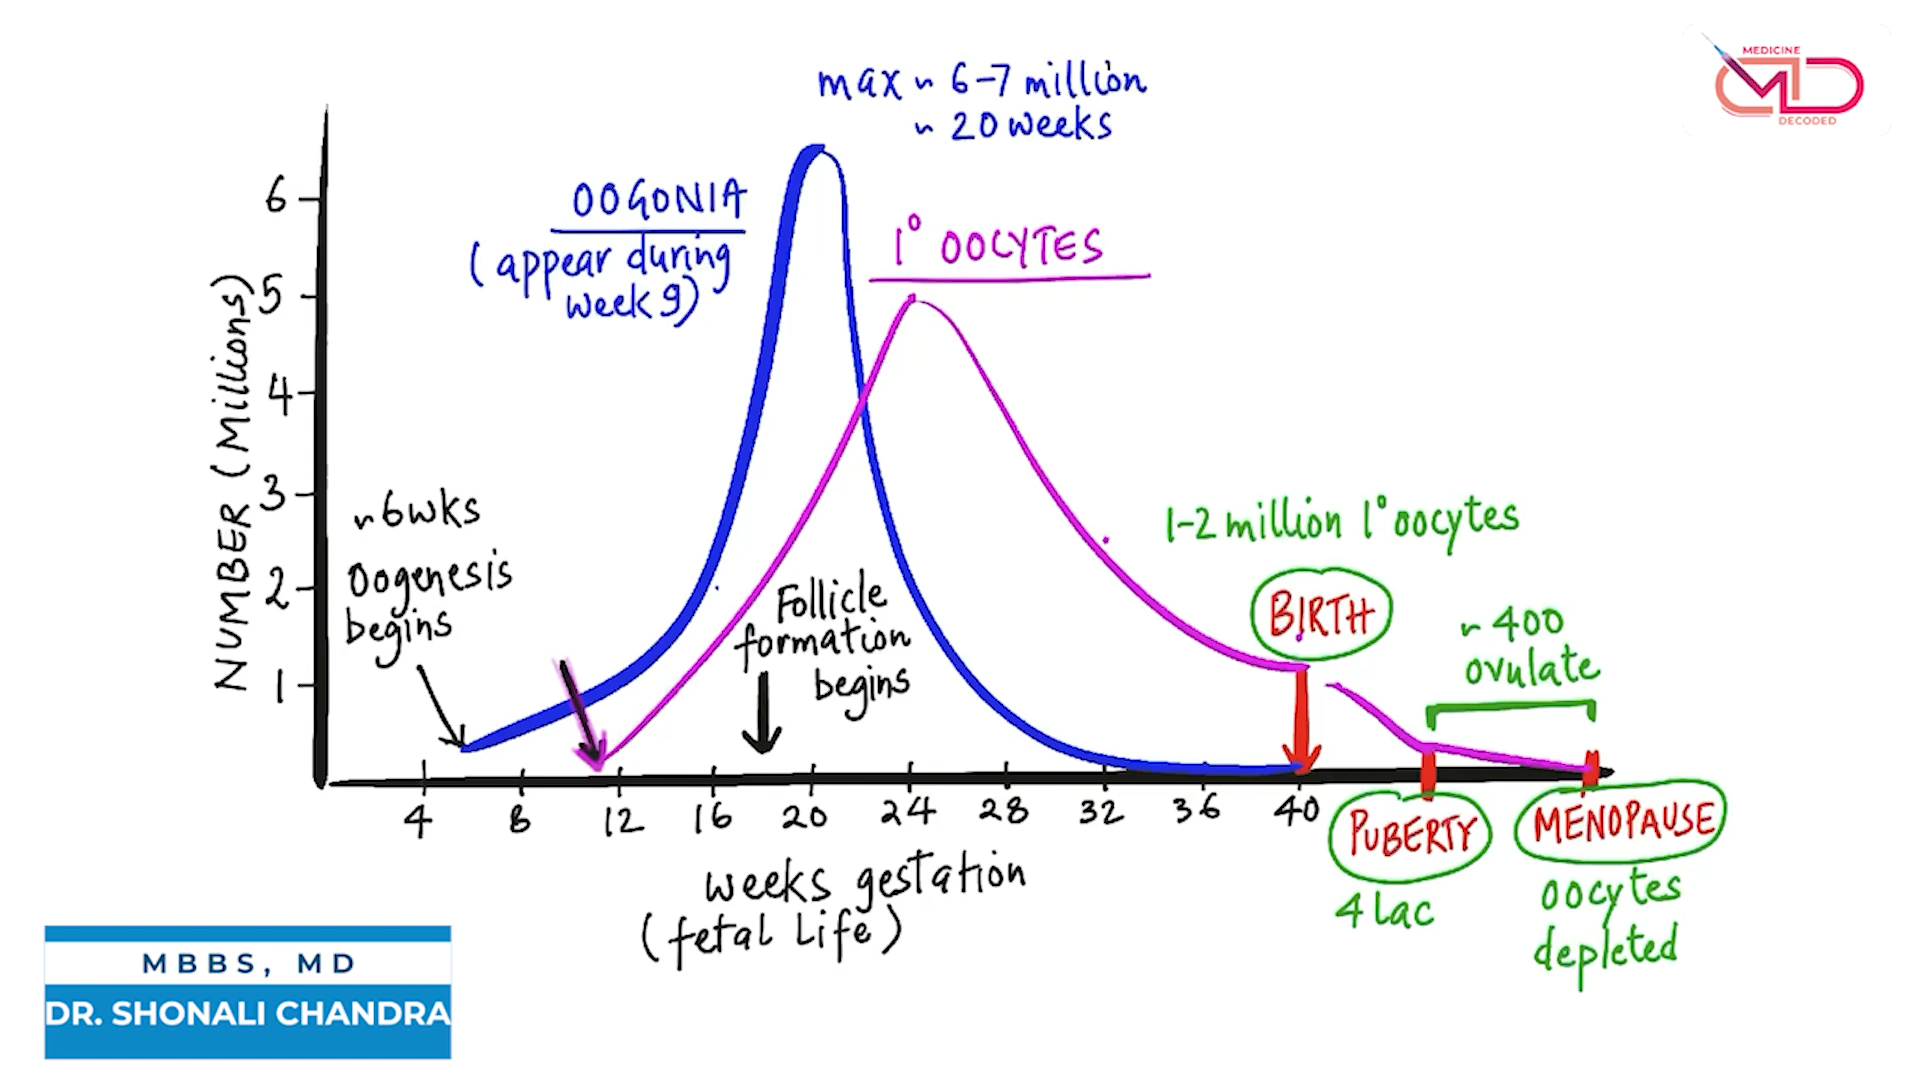 MEDICINE
MD
DECODED
max ~ 6-7 million
~ 20 weeks
OOGONIA
(appear during
week 9)
1° OOCYTES
NUMBER (Millions)
6
5
4
3
2
1
~6wks
Oogenesis
begins
Follicle
formation
begins
1-2 million 1° oocytes
BIRTH
~ 400
ovulate
4 8 12 16 20 24 28 32 36 40
PUBERTY
4 lac
MENOPAUSE
oocytes
depleted
weeks gestation
(fetal Life)
MBBS, MD
DR. SHONALI CHANDRA